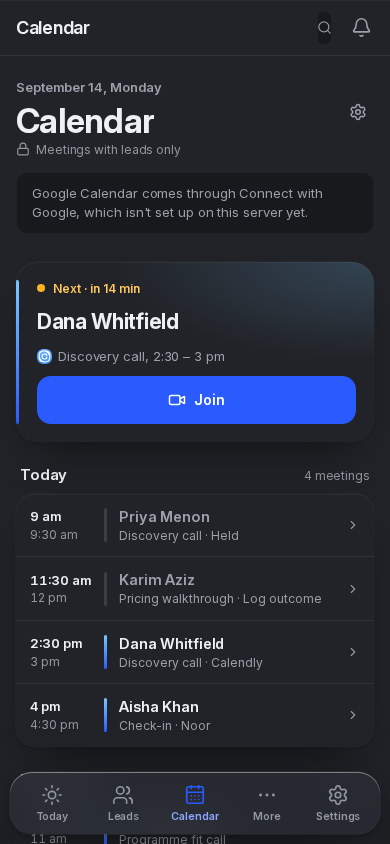 Calendar
September 14, Monday
Calendar
Meetings with leads only
Google Calendar comes through Connect with
Google, which isn't set up on this server yet.
Next · in 14 min
Dana Whitfield
Discovery call, 2:30 – 3 pm
Join
Today
4 meetings
9 am
Priya Menon
9:30 am
Discovery call · Held
11:30 am
Karim Aziz
12 pm
Pricing walkthrough · Log outcome
2:30 pm
Dana Whitfield
3 pm
Discovery call · Calendly
4 pm
Aisha Khan
4:30 pm
Check-in · Noor
Today
Leads
Calendar
More
Settings
11 am
Programme fit call